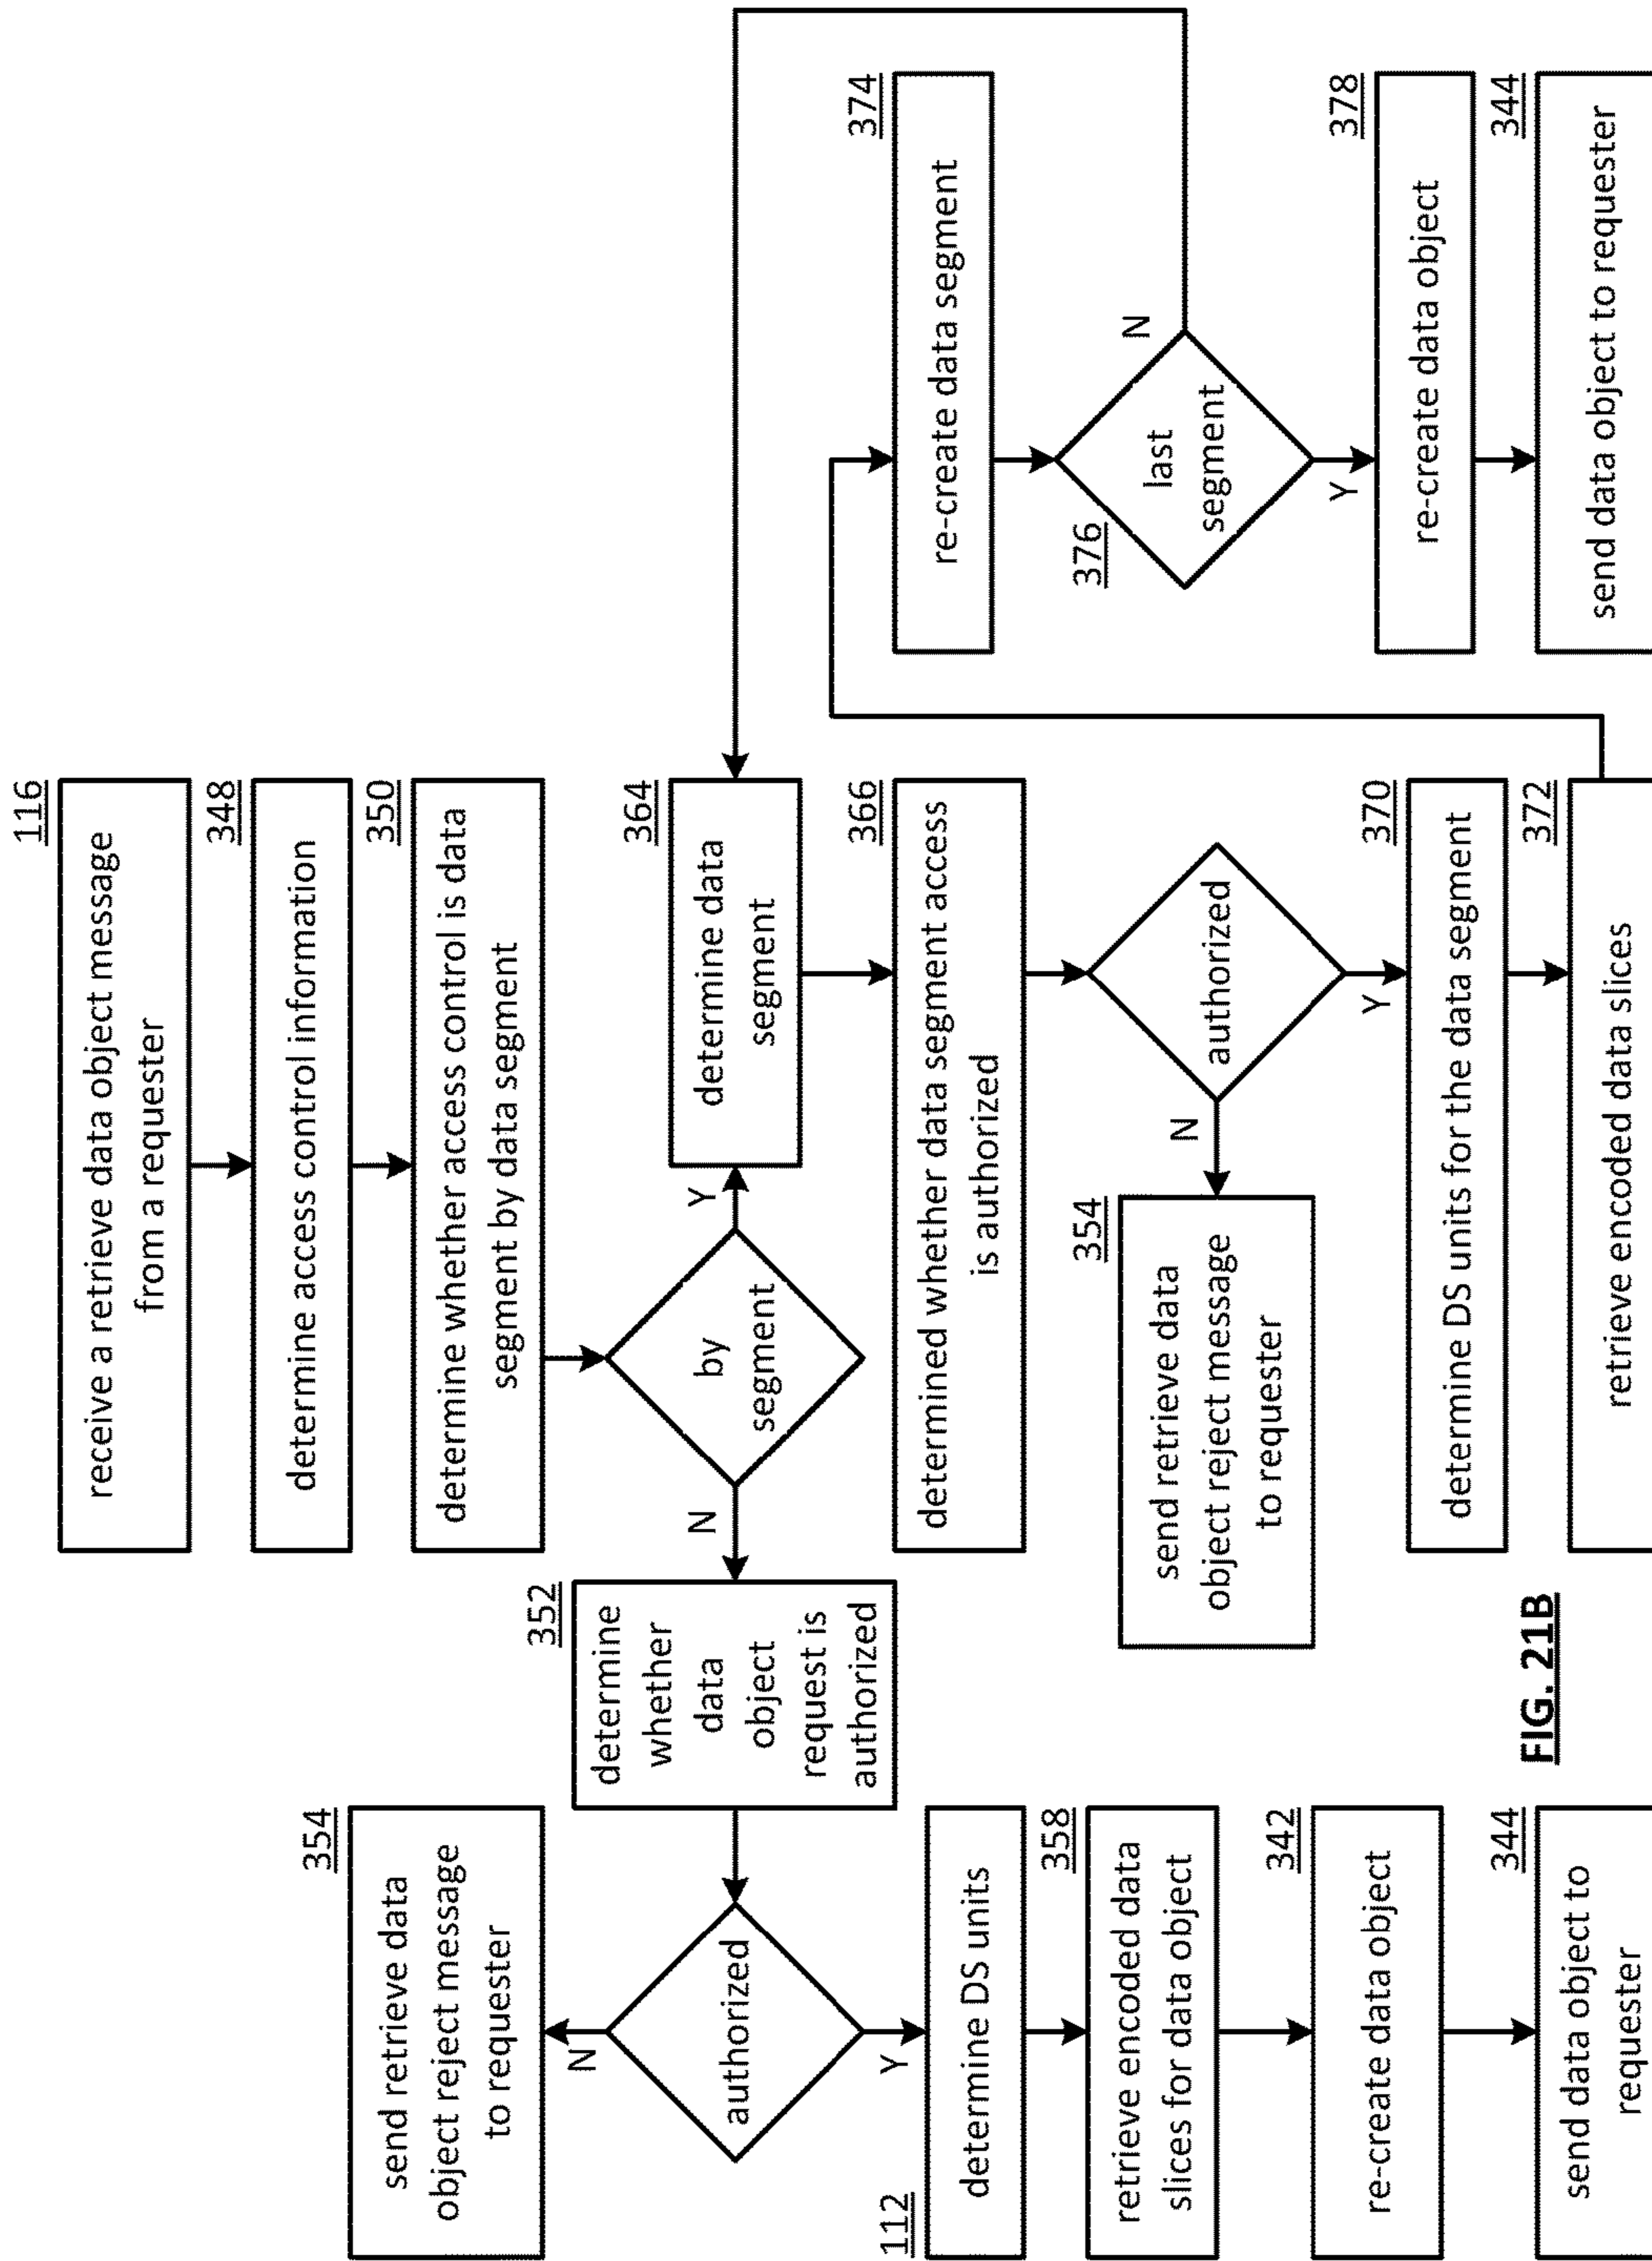 116
receive a retrieve data object message
from a requester
348
determine access control information
350
determine whether access control is data
segment by data segment
by
segment
N
Y
352
determine
whether
data
object
request is
authorized
authorized
N
354
send retrieve data
object reject message
to requester
Y
112
determine DS units
358
retrieve encoded data
slices for data object
342
re-create data object
344
send data object to
requester
364
determine data
segment
366
determined whether data segment access
is authorized
authorized
N
354
send retrieve data
object reject message
to requester
Y
370
determine DS units for the data segment
372
retrieve encoded data slices
374
re-create data segment
376
last
segment
N
Y
378
re-create data object
344
send data object to requester
FIG. 21B